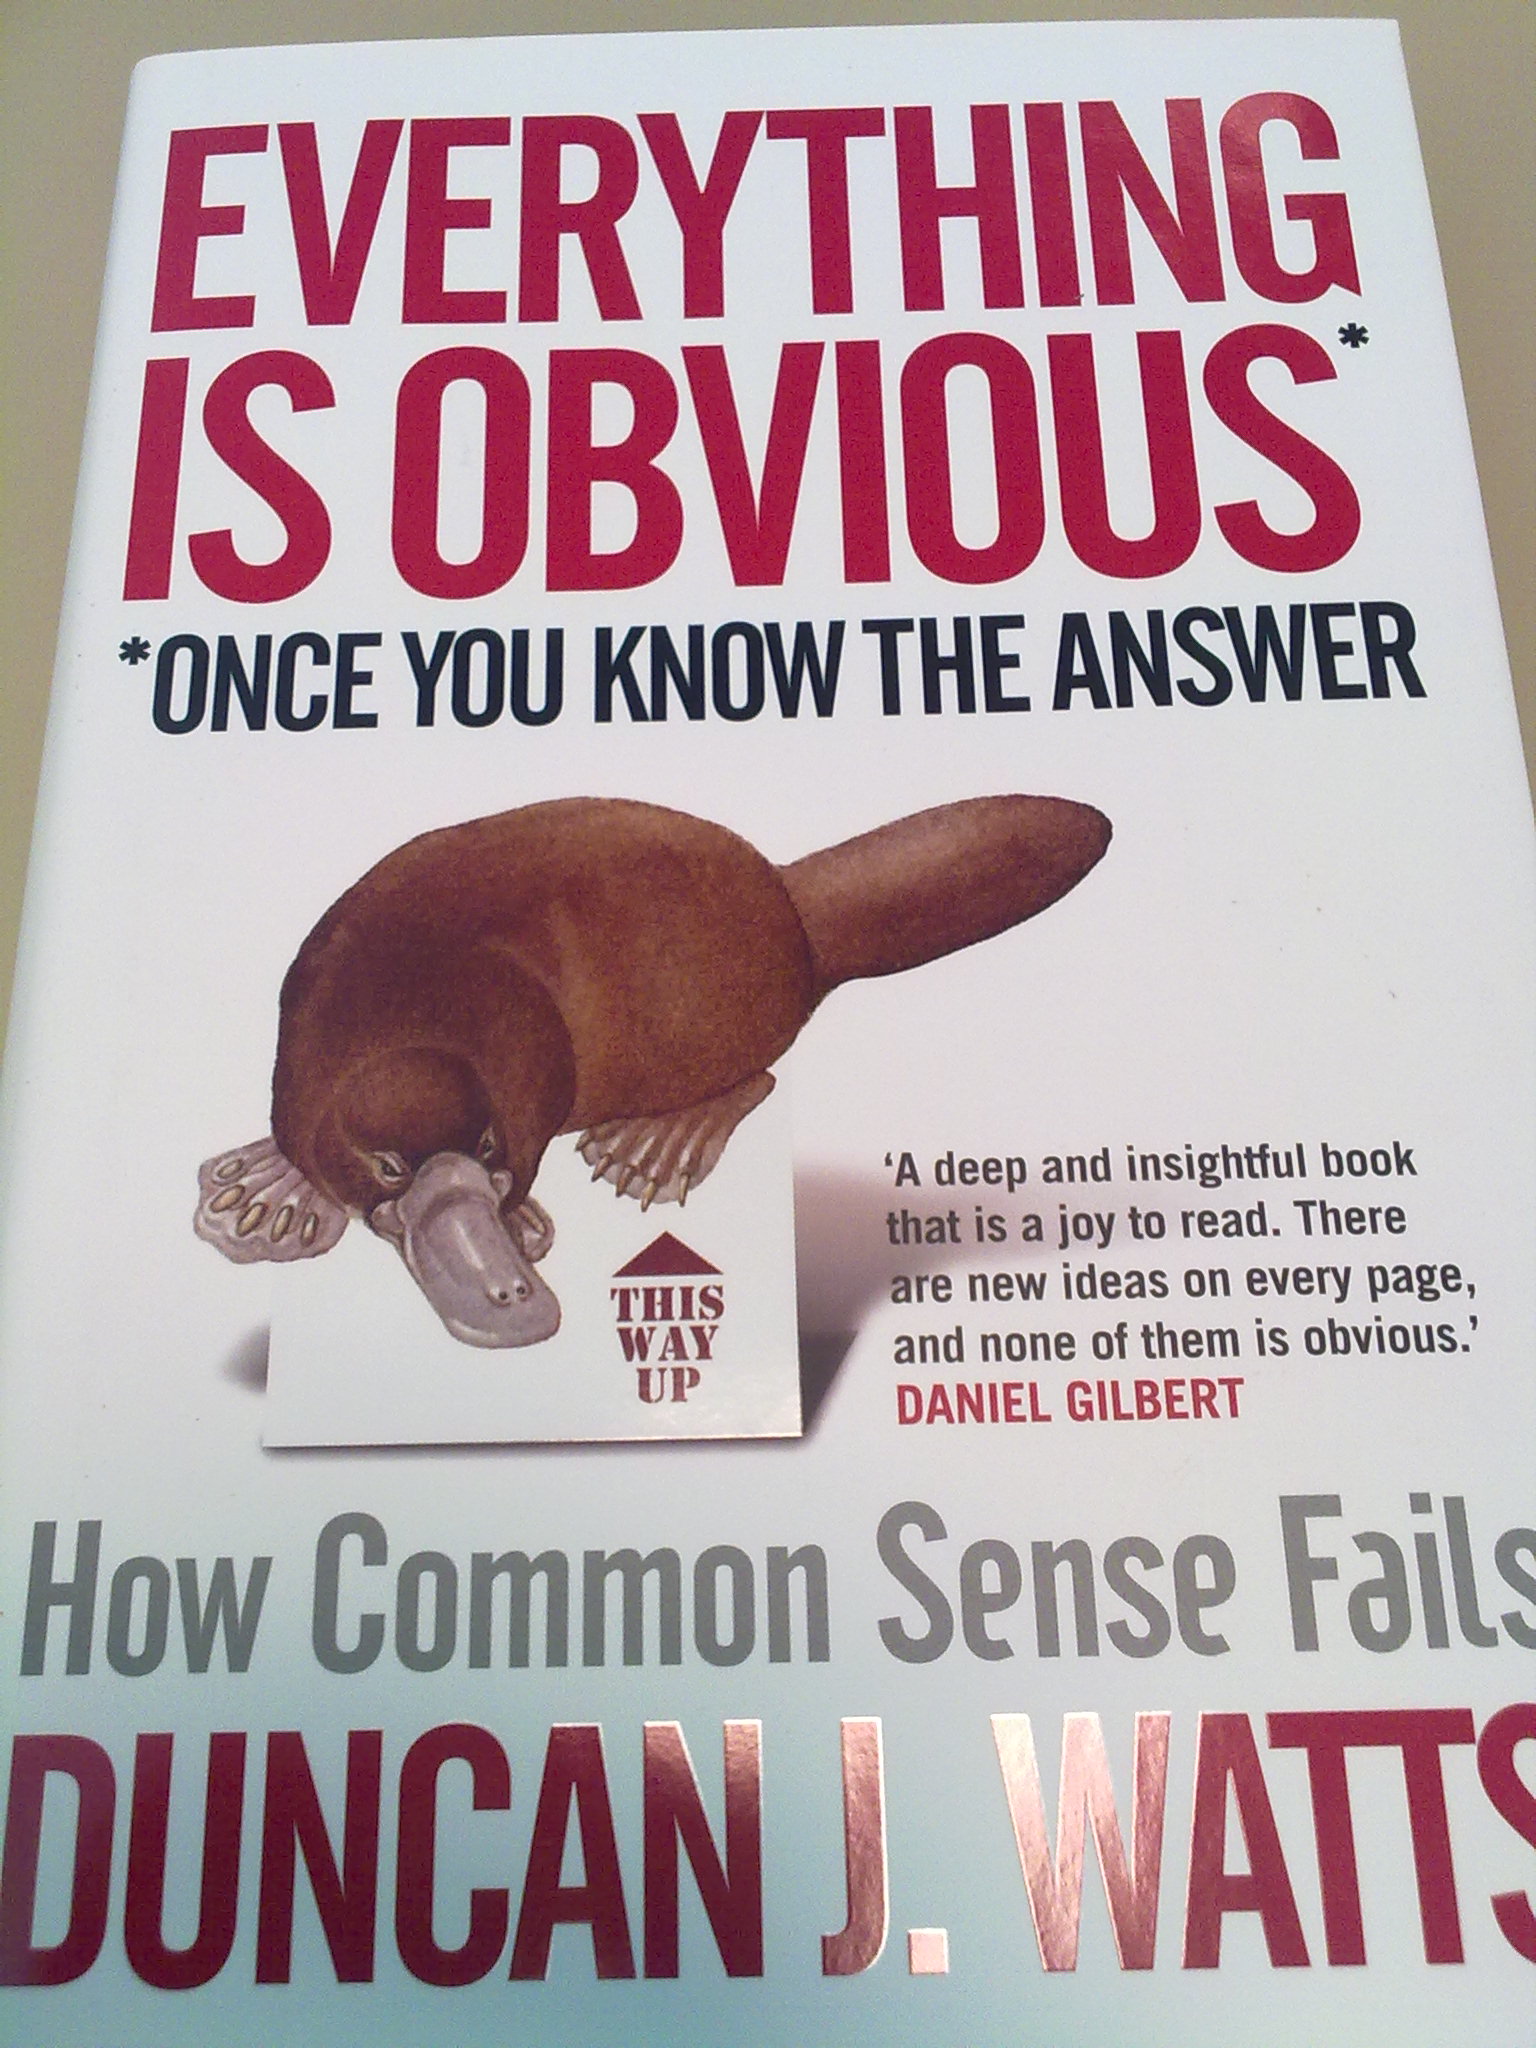 EVERYTHING
IS OBVIOUS*
*ONCE YOU KNOW THE ANSWER
THIS
WAY
UP
'A deep and insightful book
that is a joy to read. There
are new ideas on every page,
and none of them is obvious.'
DANIEL GILBERT
How Common Sense Fails
DUNCAN J. WATTS